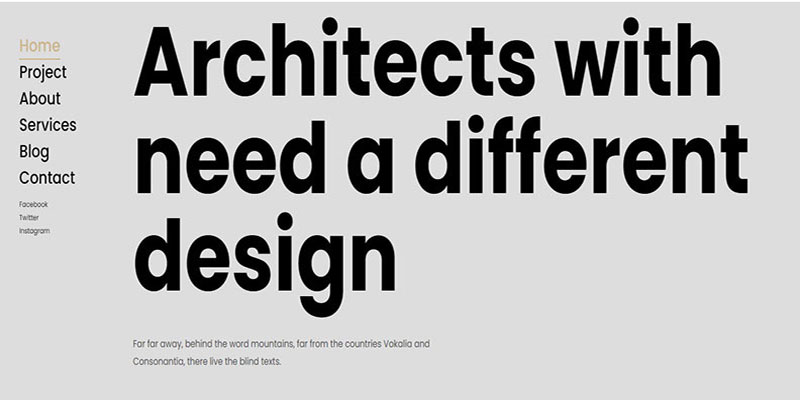 Home
Project
About
Services
Blog
Contact
Facebook
Twitter
Instagram
Architects with
need a different
design
Far far away, behind the word mountains, far from the countries Vokalia and
Consonantia, there live the blind texts.